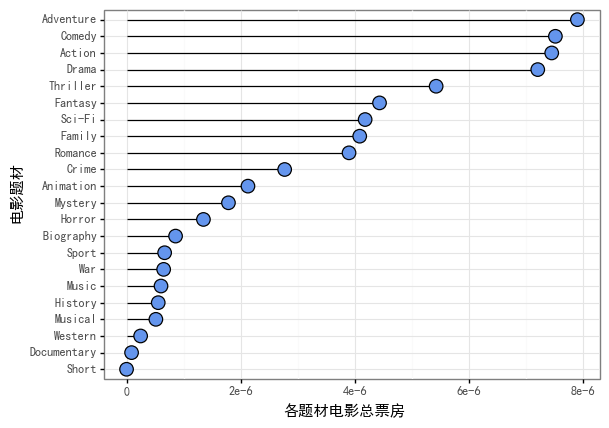 Adventure
Comedy
Action
Drama
Thriller
Fantasy
Sci-Fi
Family
Romance
Crime
Animation
Mystery
Horror
Biography
Sport
War
Music
History
Musical
Western
Documentary
Short
电影题材
0 2e-6 4e-6 6e-6 8e-6
各题材电影总票房